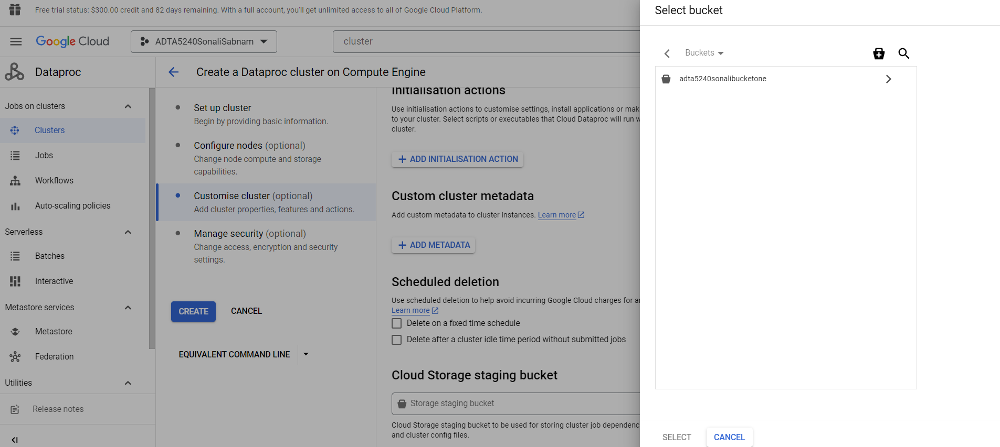 Free trial status: $300.00 credit and 82 days remaining. With a full account, you'll get unlimited access to all of Google Cloud Platform.
Google Cloud
ADTA5240SonaliSabnam
cluster
Dataproc
Jobs on clusters
Clusters
Jobs
Workflows
Auto-scaling policies
Serverless
Batches
Interactive
Metastore services
Metastore
Federation
Utilities
Release notes
Create a Dataproc cluster on Compute Engine
Set up cluster
Begin by providing basic information.
Configure nodes (optional)
Change node compute and storage
capabilities.
Customise cluster (optional)
Add cluster properties, features and actions.
Manage security (optional)
Change access, encryption and security
settings.
CREATE
CANCEL
EQUIVALENT COMMAND LINE
Initialisation actions
Use initialisation actions to customise settings, install applications or mak
to your cluster. Select scripts or executables that Cloud Dataproc will run w
cluster.
ADD INITIALISATION ACTION
Custom cluster metadata
Add custom metadata to cluster instances. Learn more
ADD METADATA
Scheduled deletion
Use scheduled deletion to help avoid incurring Google Cloud charges for a
Learn more
Delete on a fixed time schedule
Delete after a cluster idle time period without submitted jobs
Cloud Storage staging bucket
Storage staging bucket
Cloud Storage staging bucket to be used for storing cluster job dependenc
and cluster config files.
Select bucket
Buckets
adta5240sonalibucketone
SELECT
CANCEL